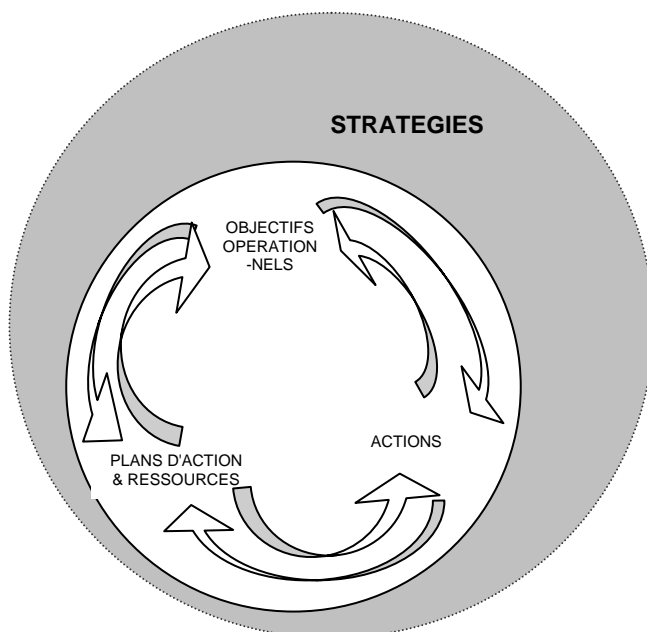 STRATEGIES
OBJECTIFS
OPERATION
-NELS
ACTIONS
PLANS D'ACTION
& RESSOURCES